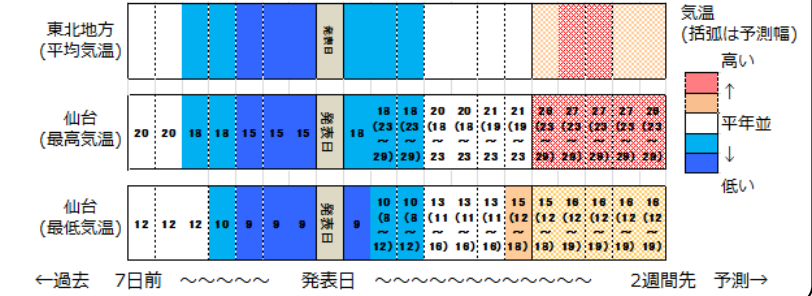 東北地方
(平均気温)
発表日
仙台
(最高気温)
20 20 18 18 15 15 15 発表日 18
18 18 20 20 21 21 26 27 27 27 26
(23 (23 (18 (18 (19 (19 (23 (23 (23 (23 (23
～ ～ ～ ～ ～ ～ ～ ～ ～ ～ ～
29) 29) 23 23 23 23 29) 29) 29) 29) 29)
仙台
(最低気温)
12 12 12 10 9 9 9 発表日 9
10 10 13 13 13 15 15 16 16 16 16
(8 (8 (11 (11 (11 (12 (12 (12 (12 (12 (12
～ ～ ～ ～ ～ ～ ～ ～ ～ ～ ～
12) 12) 16) 16) 16) 18) 18) 19) 19) 19) 19)
←過去 7日前 ～～～～～ 発表日 ～～～～～～～～～～～～ 2週間先 予測→
気温
(括弧は予測幅)
高い
↑
平年並
↓
低い